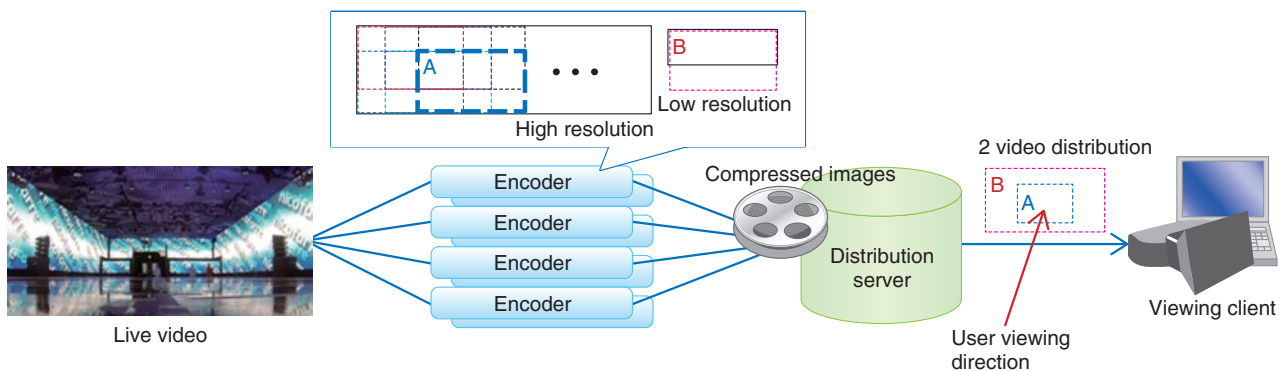 A
B
• • •
Low resolution
High resolution
2 video distribution
Encoder
Compressed images
B
A
Encoder
Encoder
Distribution
server
Encoder
Viewing client
Live video
User viewing
direction